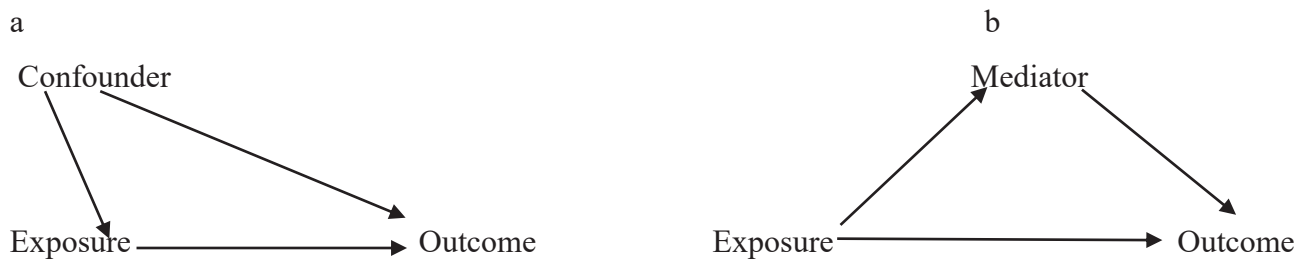 a
b
Confounder
Mediator
Exposure
Outcome
Exposure
Outcome